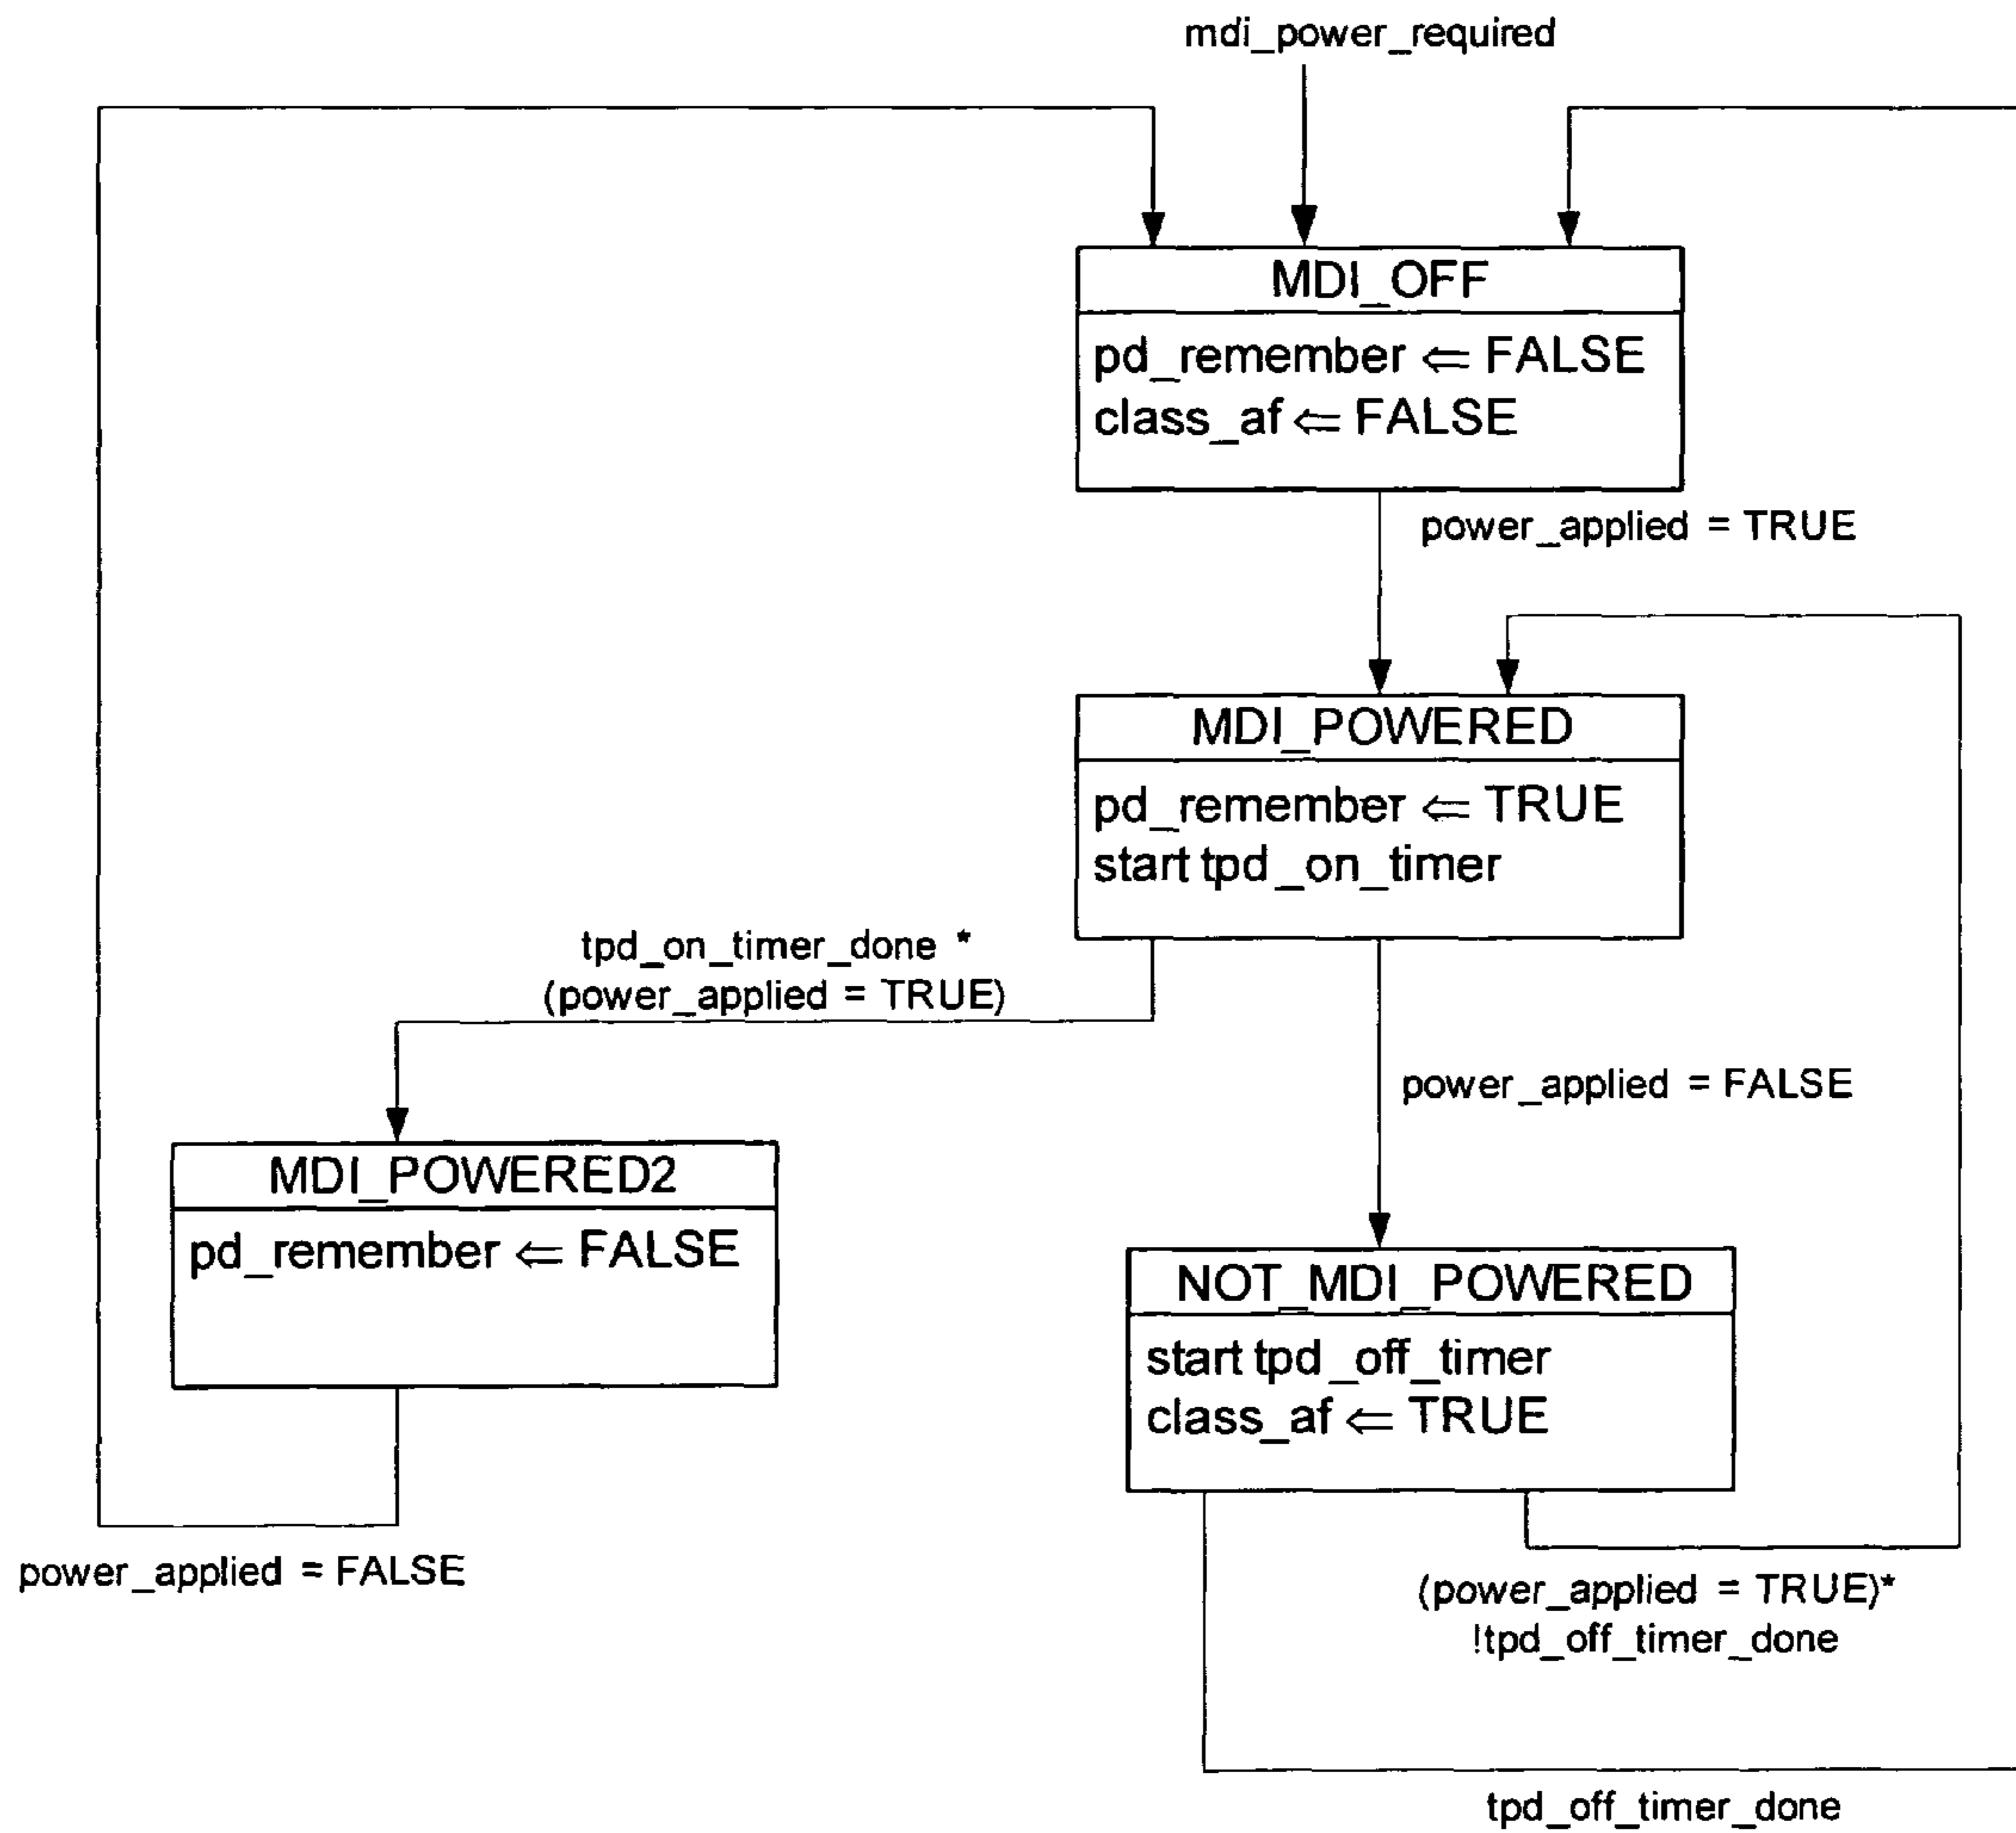 mdi_power_required
MDI_OFF
pd_remember ⇐ FALSE
class_af ⇐ FALSE
power_applied = TRUE
MDI_POWERED
pd_remember ⇐ TRUE
start tpd_on_timer
tpd_on_timer_done *
(power_applied = TRUE)
power_applied = FALSE
MDI_POWERED2
pd_remember ⇐ FALSE
NOT_MDI_POWERED
start tpd_off_timer
class_af ⇐ TRUE
power_applied = FALSE
(power_applied = TRUE)*
!tpd_off_timer_done
tpd_off_timer_done